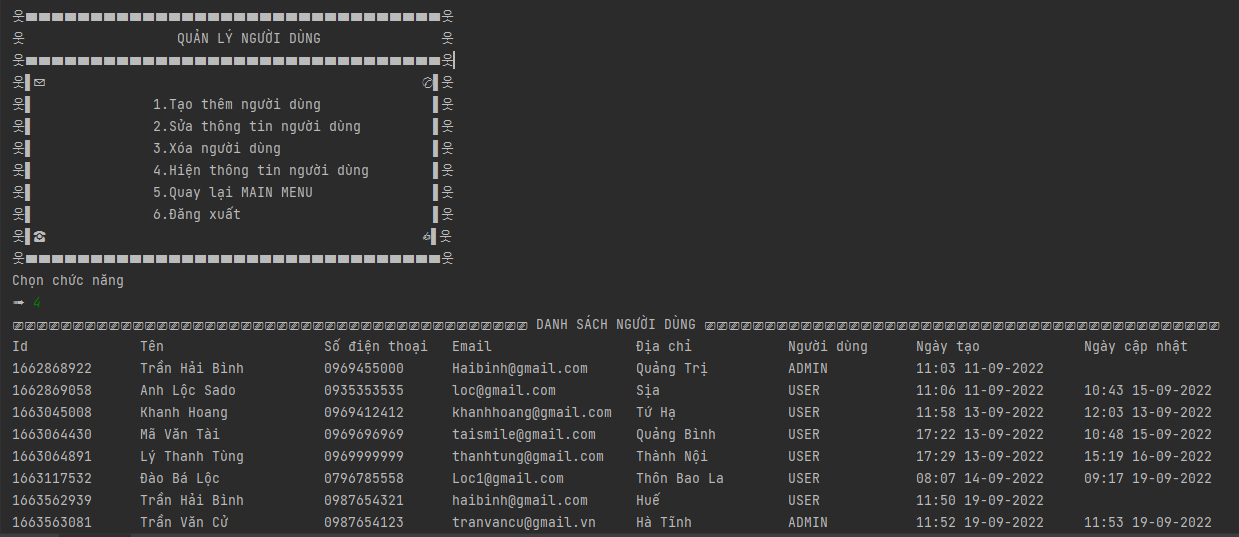 QUẢN LÝ NGƯỜI DÙNG
1.Tạo thêm người dùng
2.Sửa thông tin người dùng
3.Xóa người dùng
4.Hiện thông tin người dùng
5.Quay lại MAIN MENU
6.Đăng xuất
Chọn chức năng
➟ 4
DANH SÁCH NGƯỜI DÙNG
Id Tên Số điện thoại Email Địa chỉ Người dùng Ngày tạo Ngày cập nhật
1662868922 Trần Hải Bình 0969455000 Haibinh@gmail.com Quảng Trị ADMIN 11:03 11-09-2022
1662869058 Anh Lộc Sado 0935353535 loc@gmail.com Sịa USER 11:06 11-09-2022 10:43 15-09-2022
1663045008 Khanh Hoang 0969412412 khanhhoang@gmail.com Tứ Hạ USER 11:58 13-09-2022 12:03 13-09-2022
1663064430 Mã Văn Tài 0969696969 taismile@gmail.com Quảng Bình USER 17:22 13-09-2022 10:48 15-09-2022
1663064891 Lý Thanh Tùng 0969999999 thanhtung@gmail.com Thành Nội USER 17:29 13-09-2022 15:19 16-09-2022
1663117532 Đào Bá Lộc 0796785558 Loc1@gmail.com Thôn Bao La USER 08:07 14-09-2022 09:17 19-09-2022
1663562939 Trần Hải Bình 0987654321 haibinh@gmail.com Huế USER 11:50 19-09-2022
1663563081 Trần Văn Cử 0987654123 tranvancu@gmail.vn Hà Tĩnh ADMIN 11:52 19-09-2022 11:53 19-09-2022